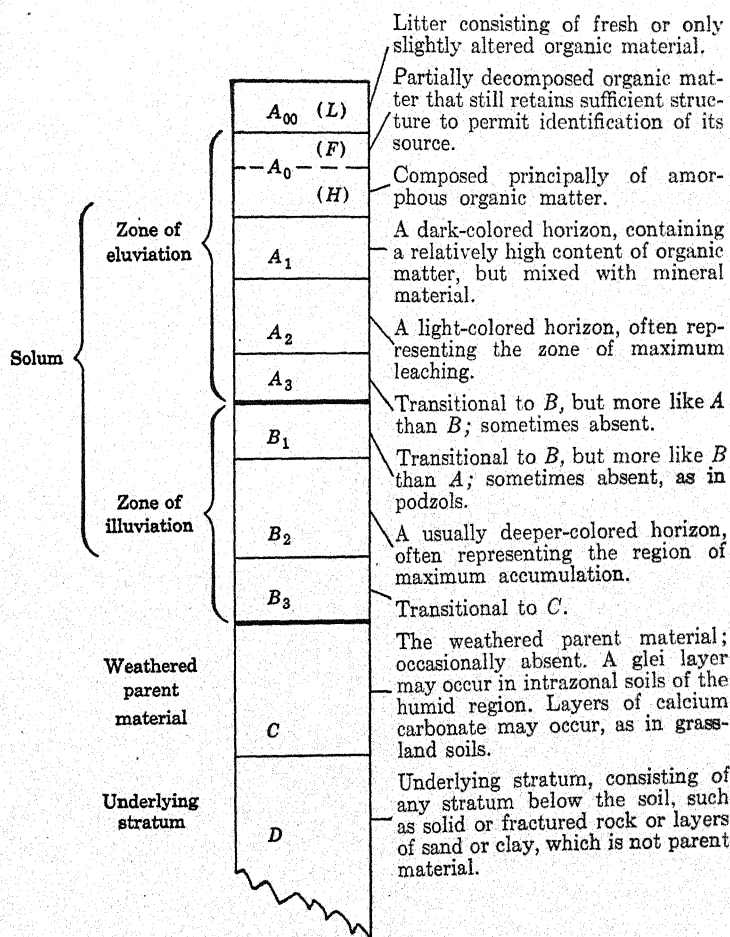 Litter consisting of fresh or only
slightly altered organic material.
A₀₀ (L)
Partially decomposed organic mat-
ter that still retains sufficient struc-
ture to permit identification of its
source.
(F)
A₀
(H)
Composed principally of amor-
phous organic matter.
Zone of
eluviation
A₁
A dark-colored horizon, containing
a relatively high content of organic
matter, but mixed with mineral
material.
Solum
A₂
A light-colored horizon, often rep-
resenting the zone of maximum
leaching.
A₃
Transitional to B, but more like A
than B; sometimes absent.
B₁
Transitional to B, but more like B
than A; sometimes absent, as in
podzols.
Zone of
illuviation
B₂
A usually deeper-colored horizon,
often representing the region of
maximum accumulation.
B₃
Transitional to C.
Weathered
parent
material
C
The weathered parent material;
occasionally absent. A glei layer
may occur in intrazonal soils of the
humid region. Layers of calcium
carbonate may occur, as in grass-
land soils.
Underlying
stratum
D
Underlying stratum, consisting of
any stratum below the soil, such
as solid or fractured rock or layers
of sand or clay, which is not parent
material.